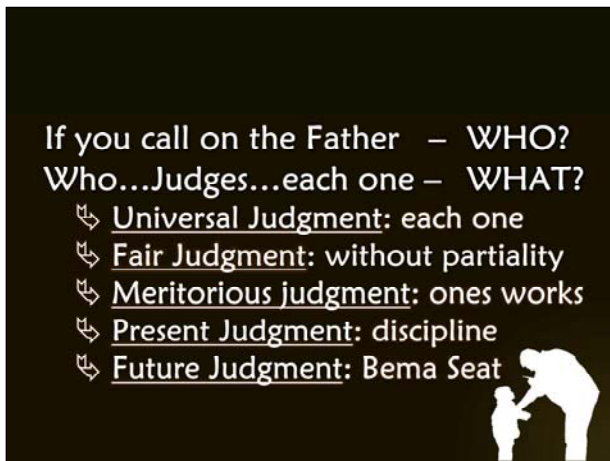 If you call on the Father – WHO?
Who...Judges...each one – WHAT?
Universal Judgment: each one
Fair Judgment: without partiality
Meritorious judgment: ones works
Present Judgment: discipline
Future Judgment: Bema Seat